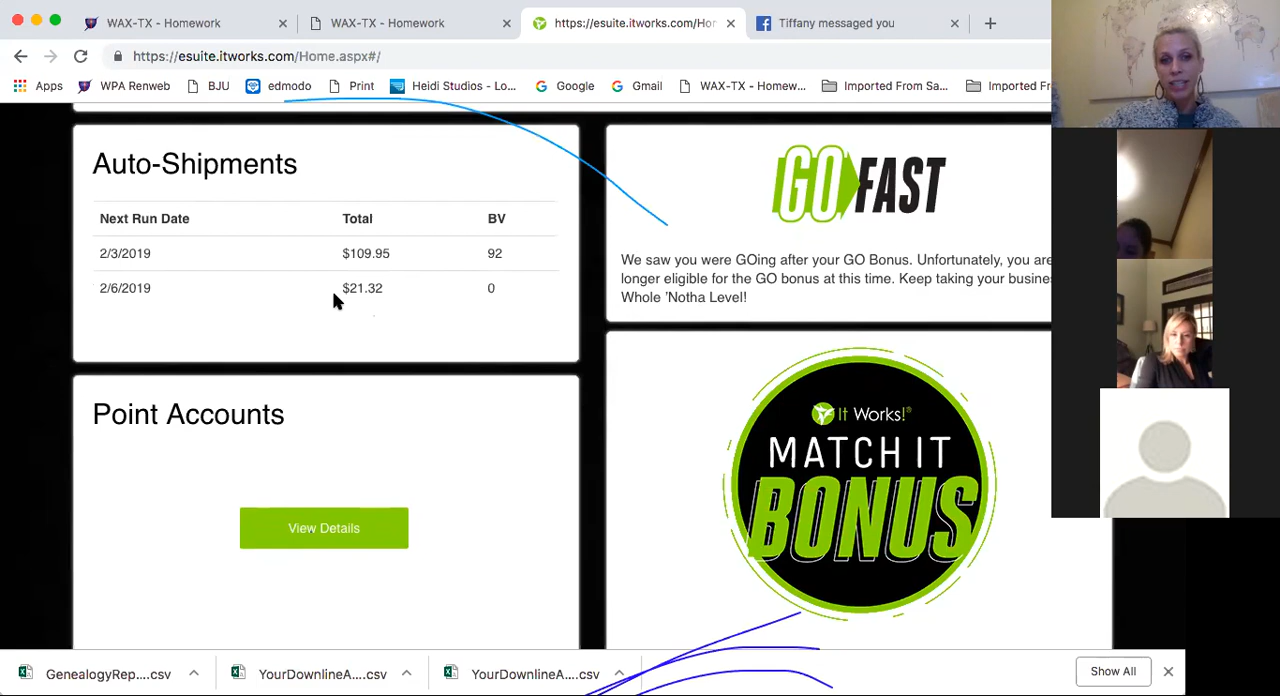 WAX-TX - Homework
WAX-TX - Homework
https://esuite.itworks.com/Hor
Tiffany messaged you
https://esuite.itworks.com/Home.aspx#/
Apps WPA Renweb BJU edmodo Print Heidi Studios - Lo... Google Gmail WAX-TX - Homew... Imported From Sa... Imported Fr
Auto-Shipments
Next Run Date Total BV
2/3/2019 $109.95 92
2/6/2019 $21.32 0
GO FAST
We saw you were GOing after your GO Bonus. Unfortunately, you are
longer eligible for the GO bonus at this time. Keep taking your busine
Whole 'Notha Level!
Point Accounts
View Details
It Works!®
MATCH IT
BONUS
GenealogyRep....csv
YourDownlineA....csv
YourDownlineA....csv
Show All